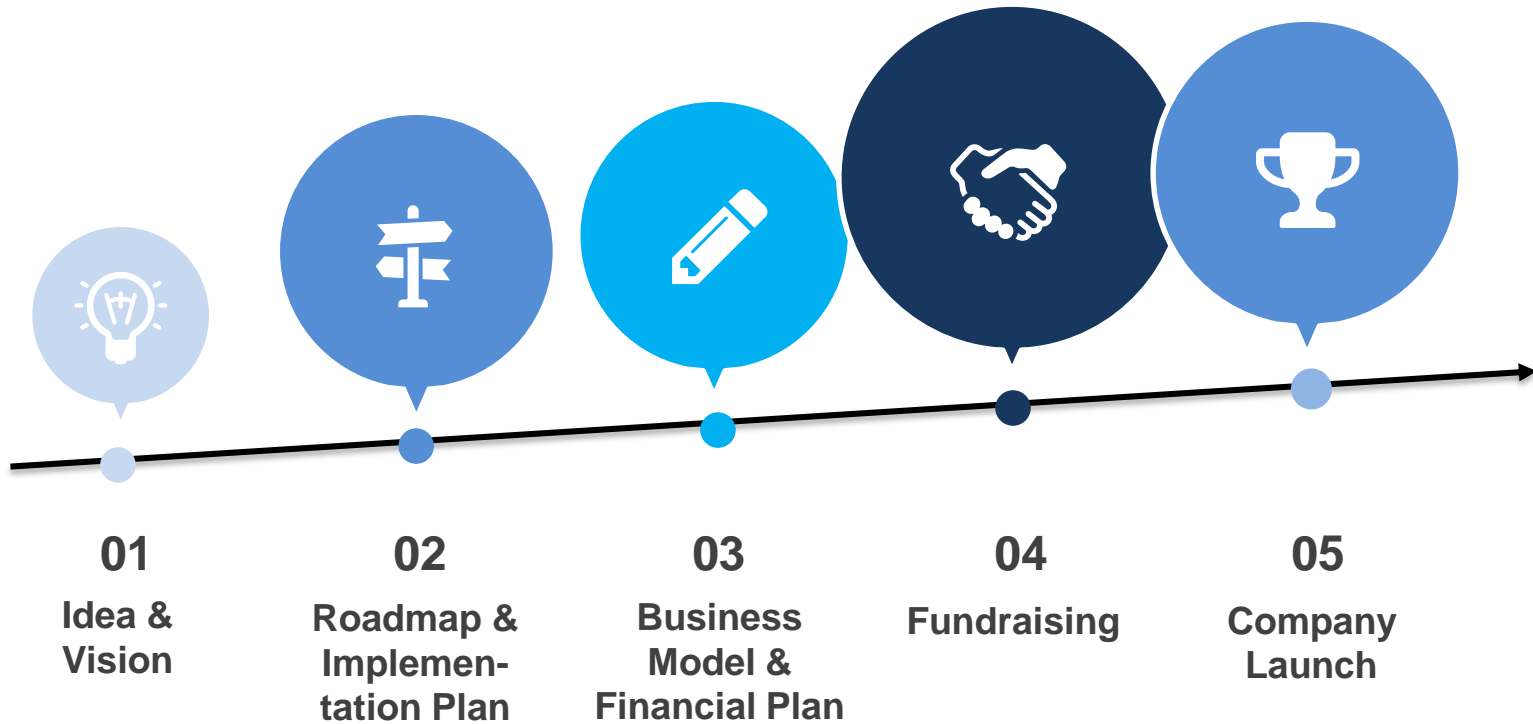 01
Idea &
Vision
02
Roadmap &
Implemen-
tation Plan
03
Business
Model &
Financial Plan
04
Fundraising
05
Company
Launch